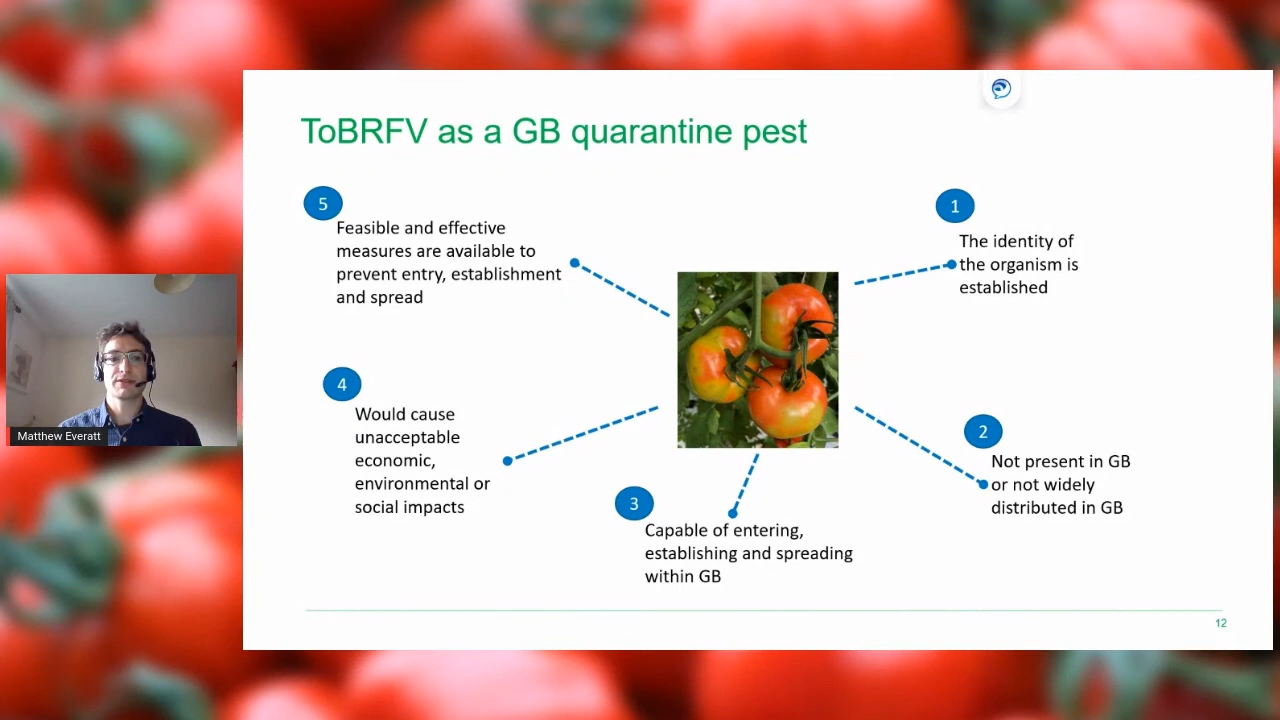 ToBRFV as a GB quarantine pest
1
The identity of
the organism is
established
2
Not present in GB
or not widely
distributed in GB
3
Capable of entering,
establishing and spreading
within GB
4
Would cause
unacceptable
economic,
environmental or
social impacts
5
Feasible and effective
measures are available to
prevent entry, establishment
and spread
12
Matthew Everatt